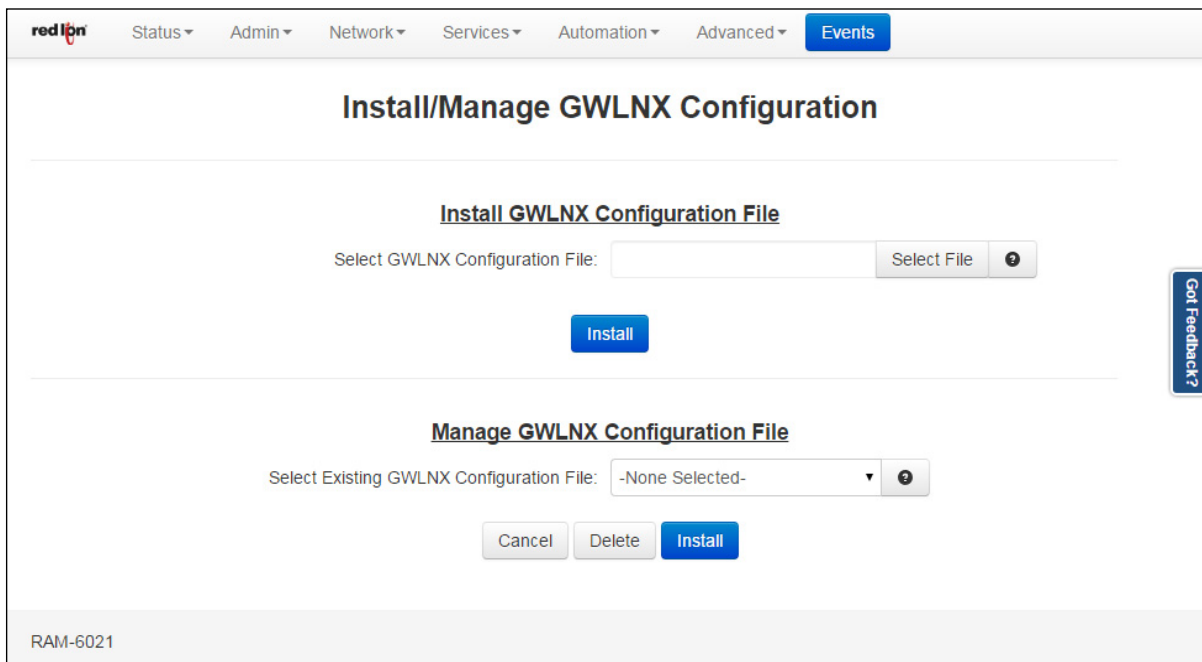 red lion Status Admin Network Services Automation Advanced Events
Install/Manage GWLNX Configuration
Install GWLNX Configuration File
Select GWLNX Configuration File: Select File ?
Install
Got Feedback?
Manage GWLNX Configuration File
Select Existing GWLNX Configuration File: -None Selected- ?
Cancel Delete Install
RAM-6021